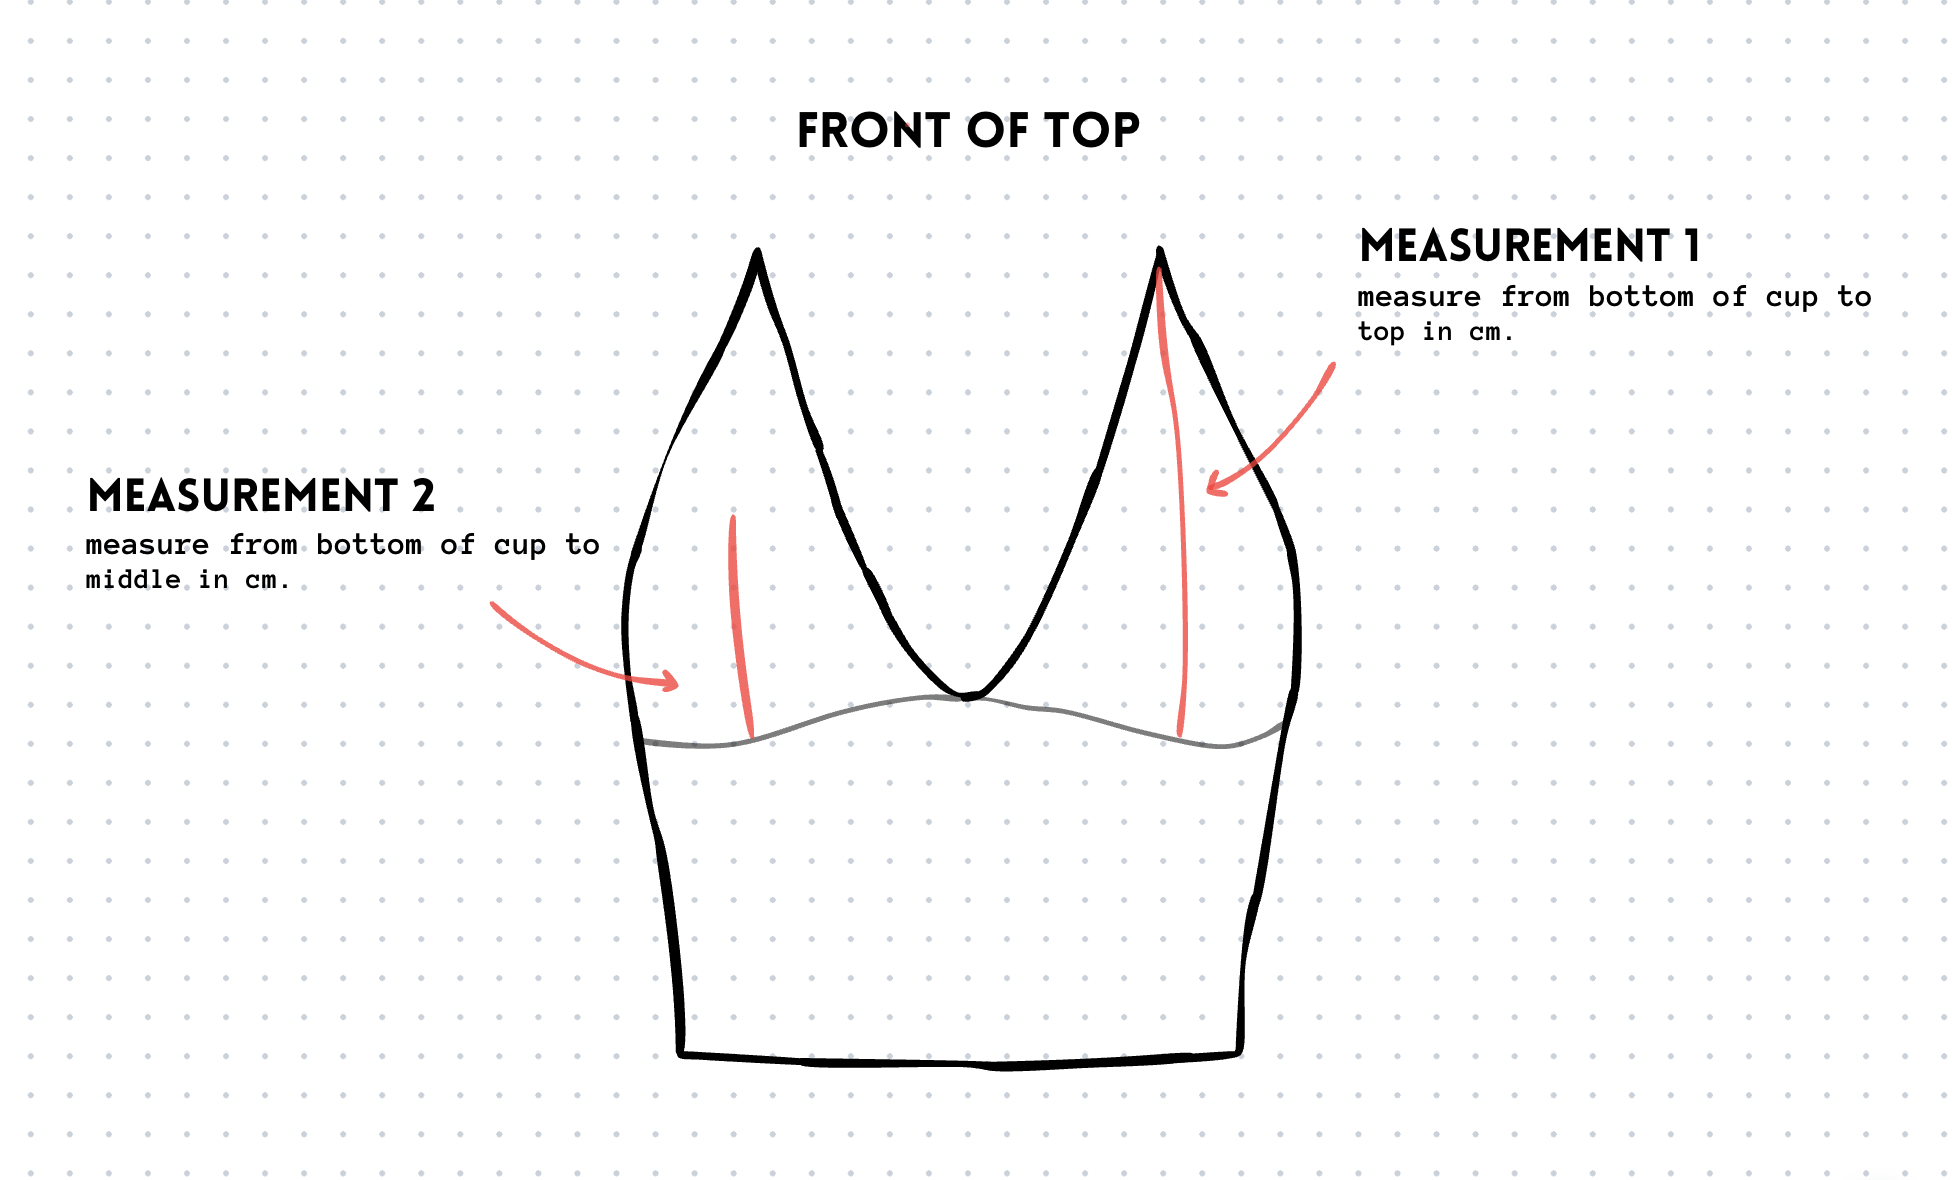 FRONT OF TOP
MEASUREMENT 1
measure from bottom of cup to
top in cm.
MEASUREMENT 2
measure from bottom of cup to
middle in cm.